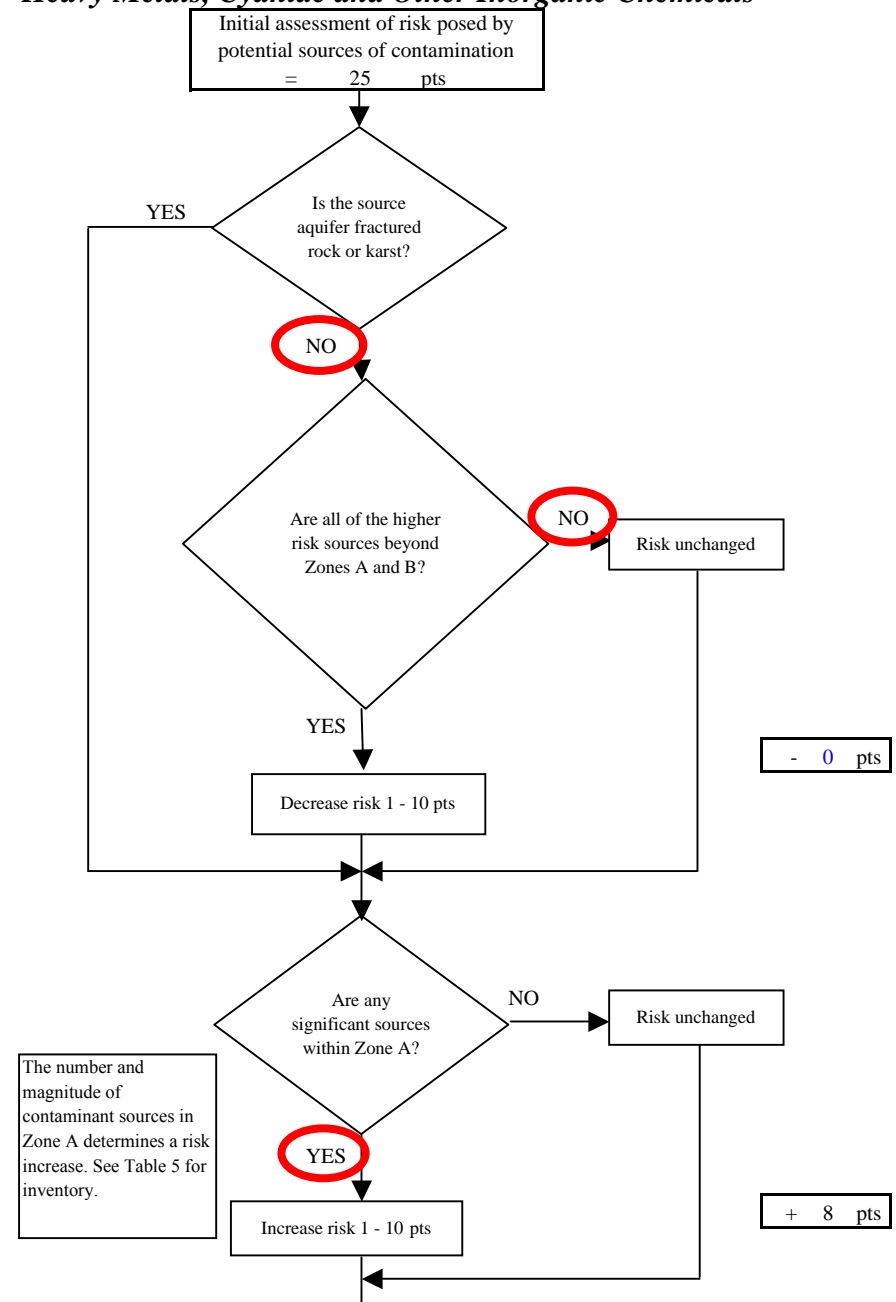 Heavy Metals, Cyanide and Other Inorganic Chemicals
Initial assessment of risk posed by
potential sources of contamination
= 25 pts
YES
Is the source
aquifer fractured
rock or karst?
NO
Are all of the higher
risk sources beyond
Zones A and B?
NO
Risk unchanged
YES
- 0 pts
Decrease risk 1 - 10 pts
Are any
significant sources
within Zone A?
NO
Risk unchanged
The number and
magnitude of
contaminant sources in
Zone A determines a risk
increase. See Table 5 for
inventory.
YES
Increase risk 1 - 10 pts
+ 8 pts